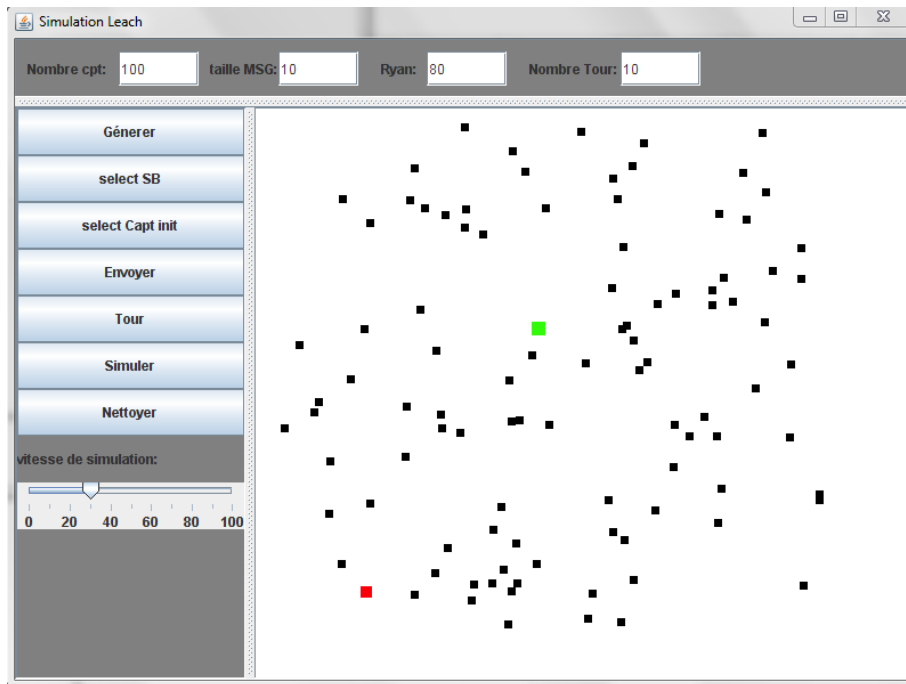 Simulation Leach
Nombre cpt: 100 taille MSG: 10 Ryan: 80 Nombre Tour: 10
Génerer
select SB
select Capt init
Envoyer
Tour
Simuler
Nettoyer
vitesse de simulation:
0 20 40 60 80 100